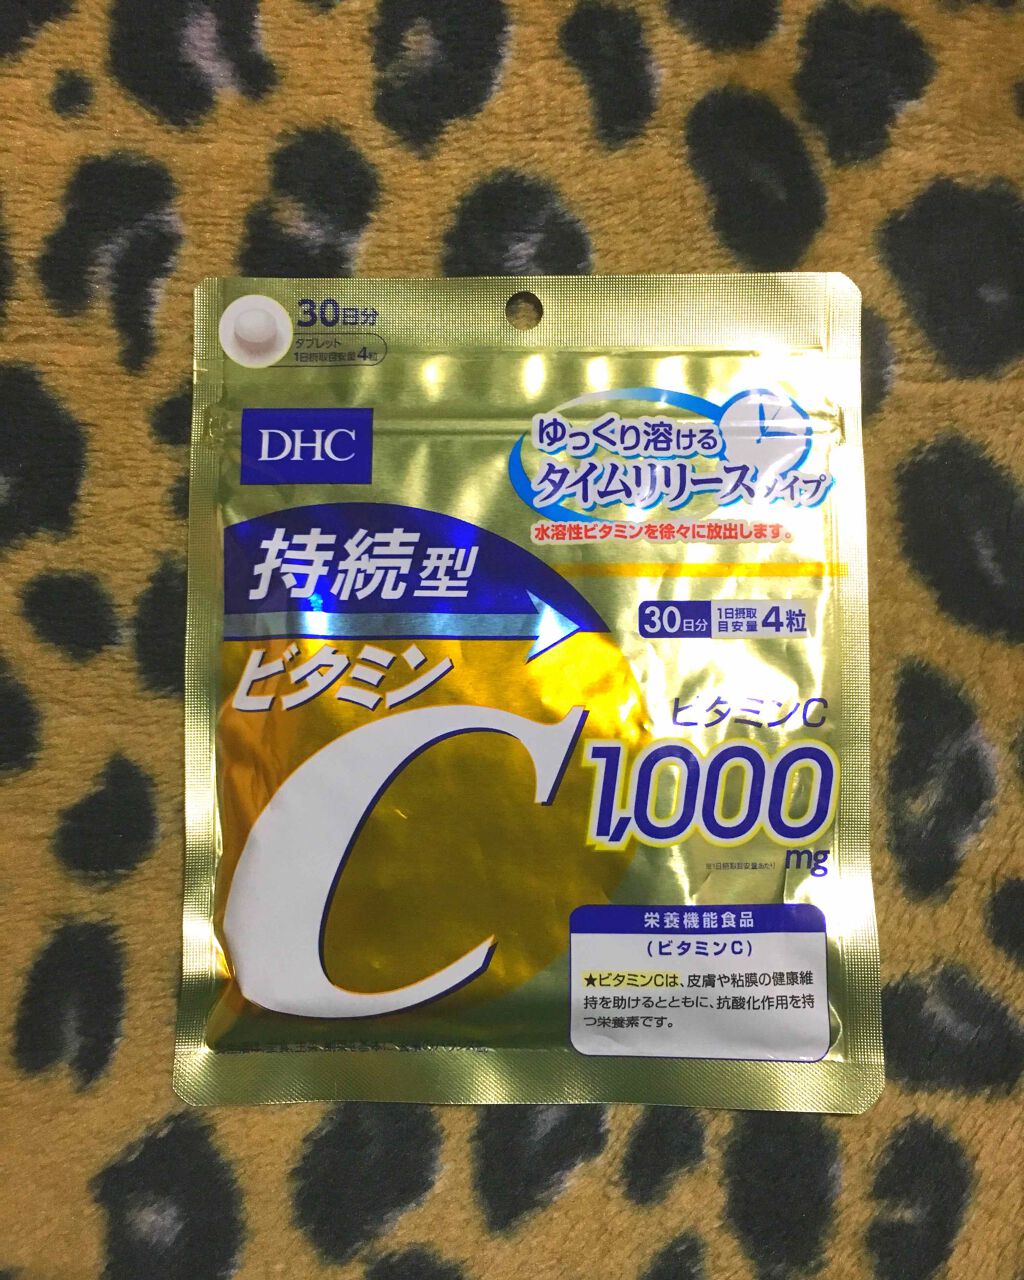 30日分
タブレット
1日摂取目安量4粒
DHC
ゆっくり溶ける
タイムリリースタイプ
水溶性ビタミンを徐々に放出します。
持続型
ビタミン
C
30日分 1日摂取目安量 4粒
ビタミンC
1,000
mg
※1日摂取目安量あたり
栄養機能食品
(ビタミンC)
★ビタミンCは、皮膚や粘膜の健康維
持を助けるとともに、抗酸化作用を持
つ栄養素です。